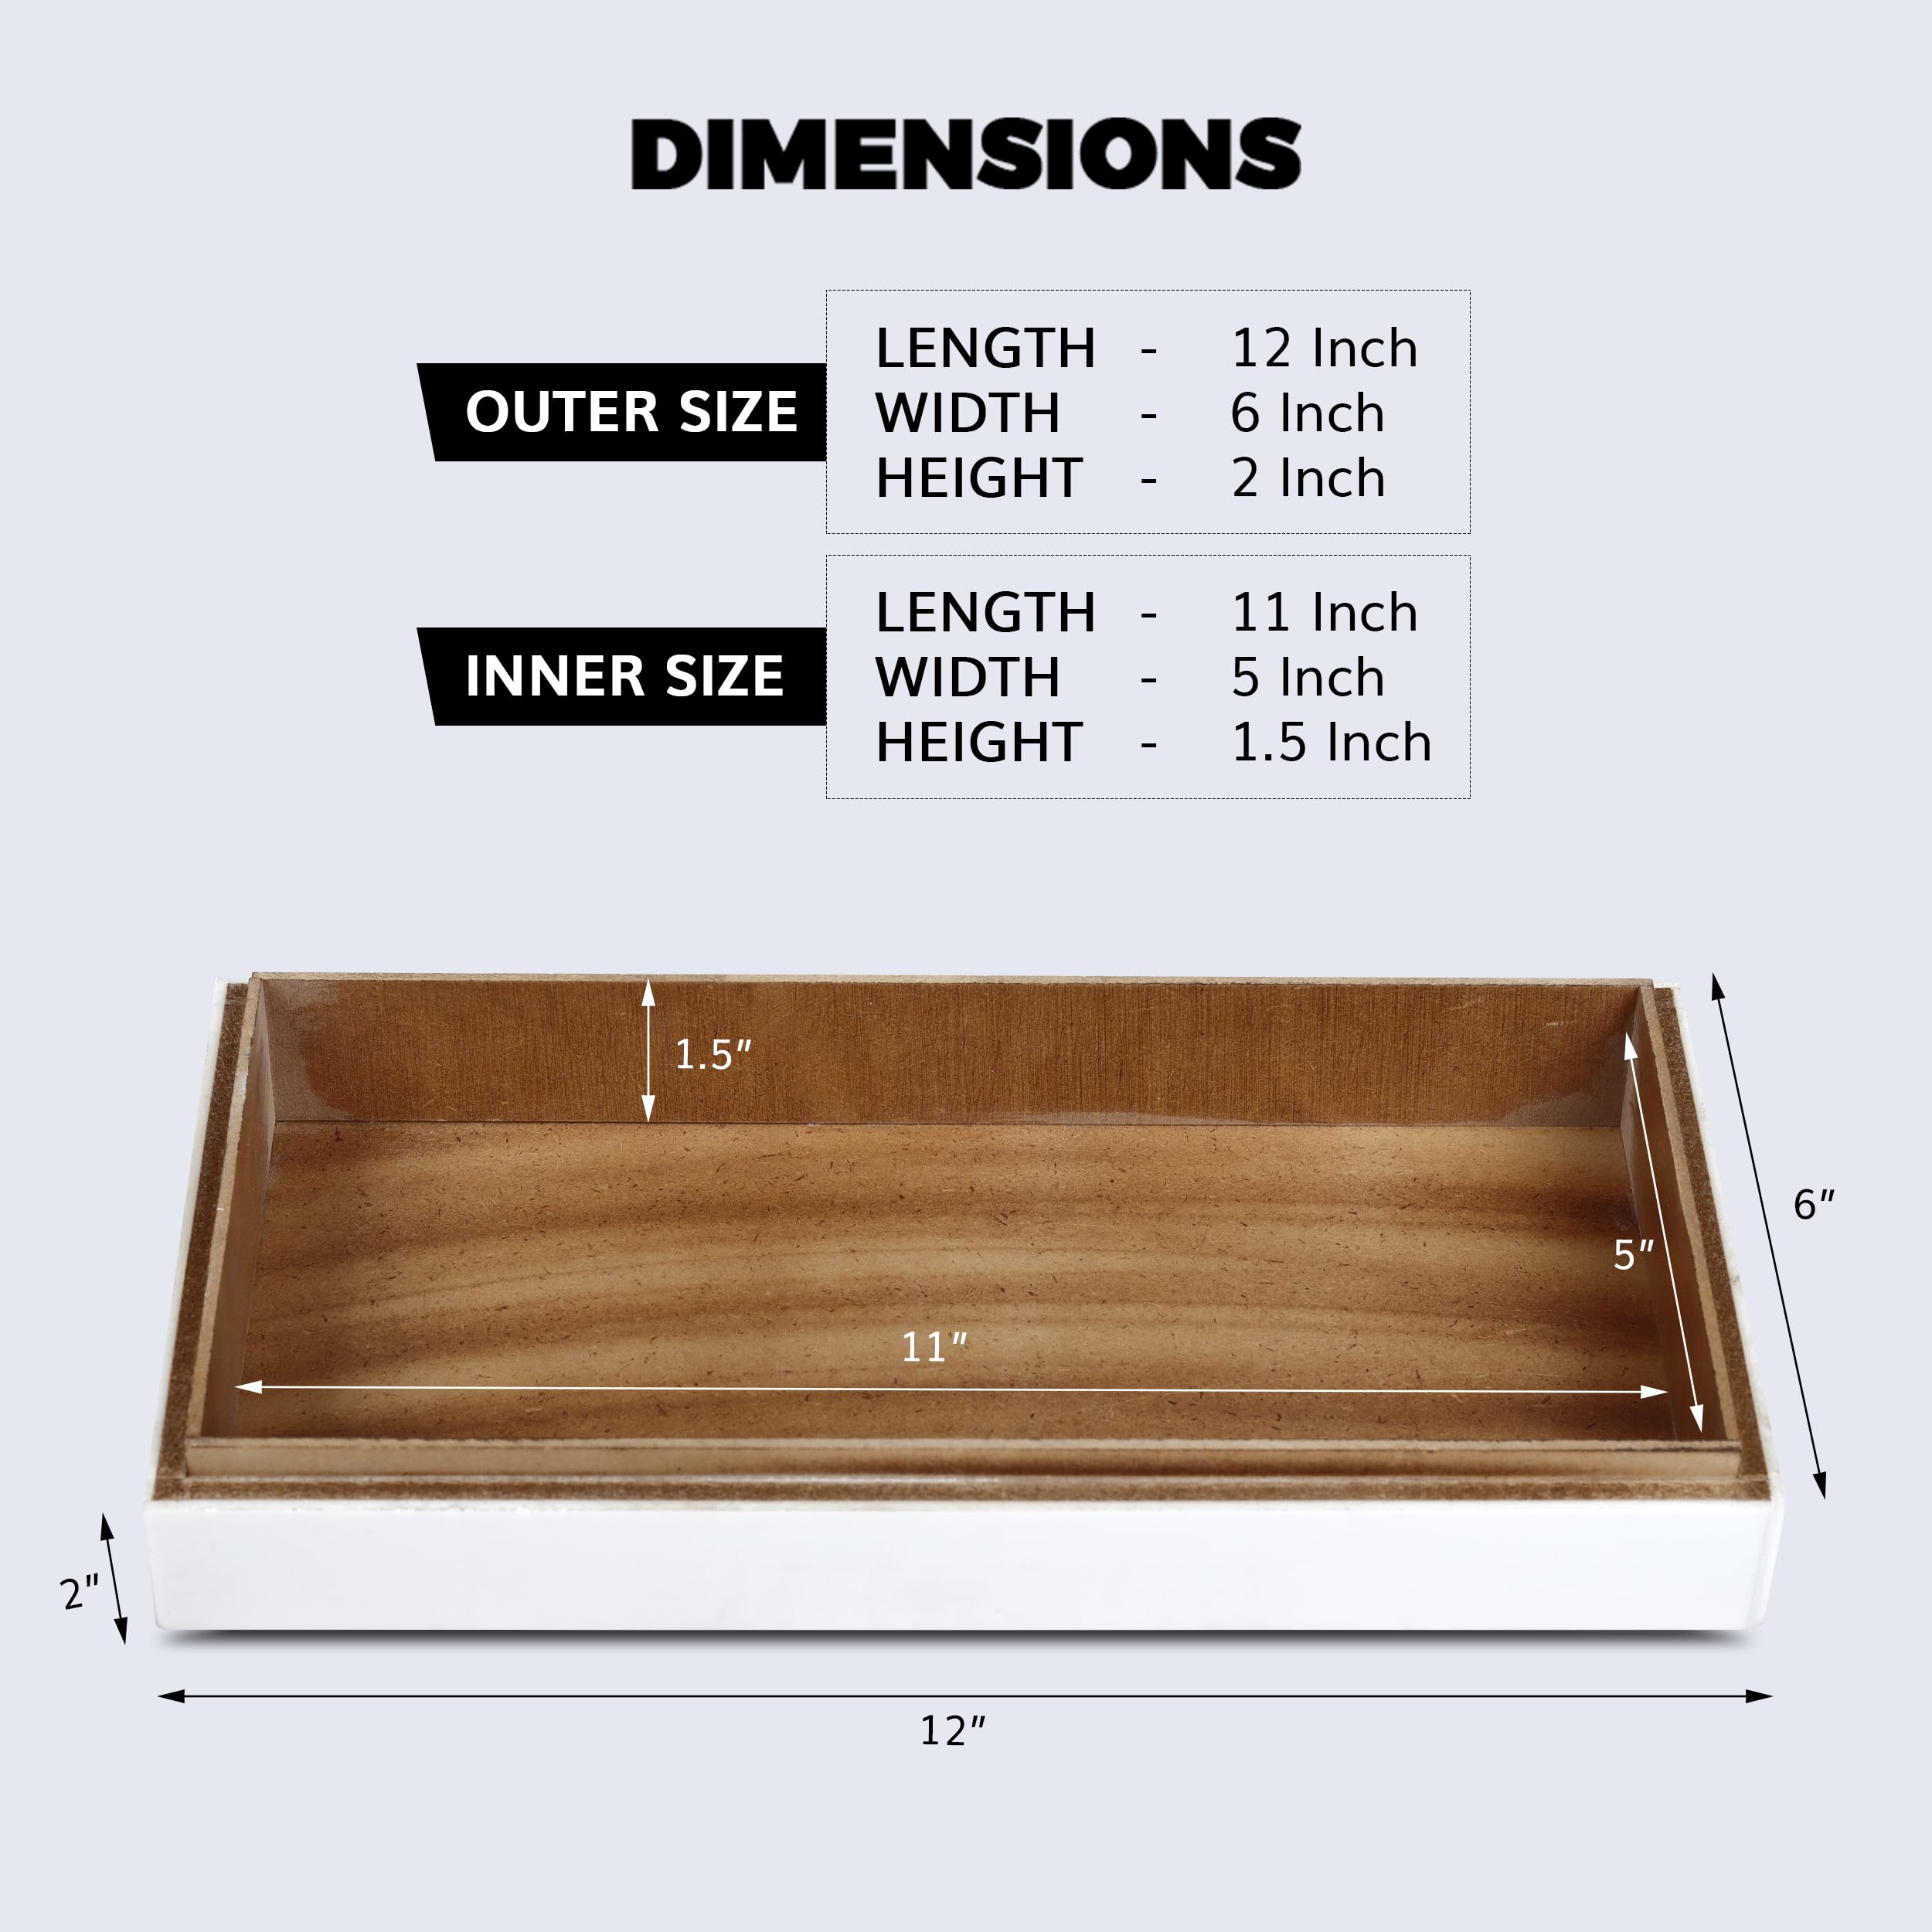 DIMENSIONS
OUTER SIZE
LENGTH - 12 Inch
WIDTH - 6 Inch
HEIGHT - 2 Inch
INNER SIZE
LENGTH - 11 Inch
WIDTH - 5 Inch
HEIGHT - 1.5 Inch
1.5"
6"
5"
11"
2"
12"